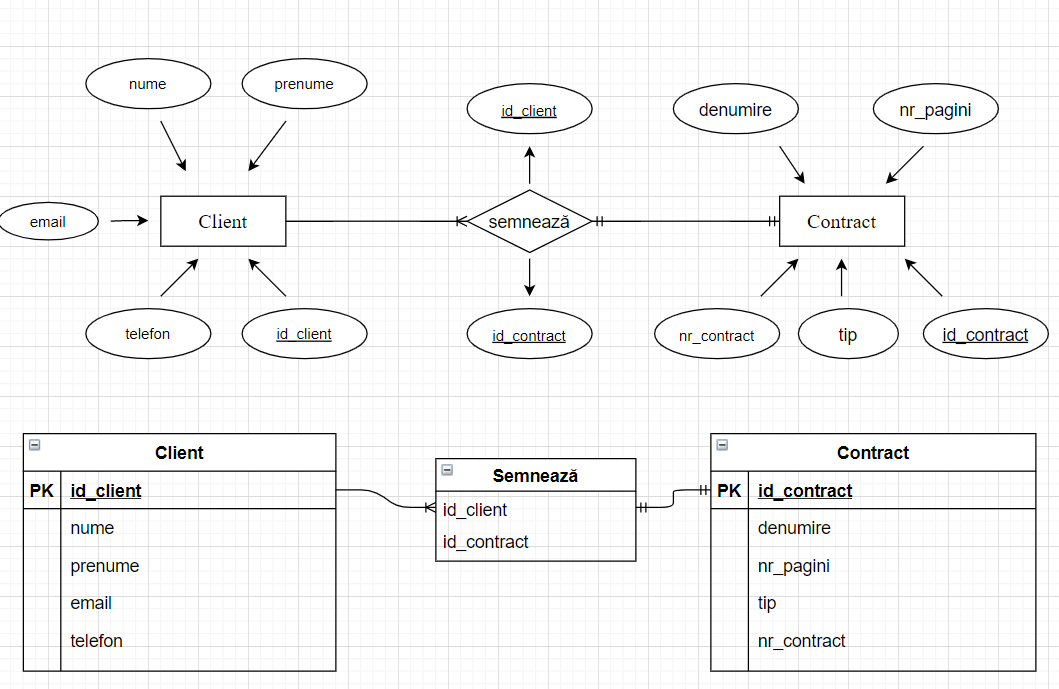 nume
prenume
id_client
denumire
nr_pagini
email
Client
semnează
Contract
telefon
id_client
id_contract
nr_contract
tip
id_contract
Client
PK
id_client
nume
prenume
email
telefon
Semnează
id_client
id_contract
Contract
PK
id_contract
denumire
nr_pagini
tip
nr_contract